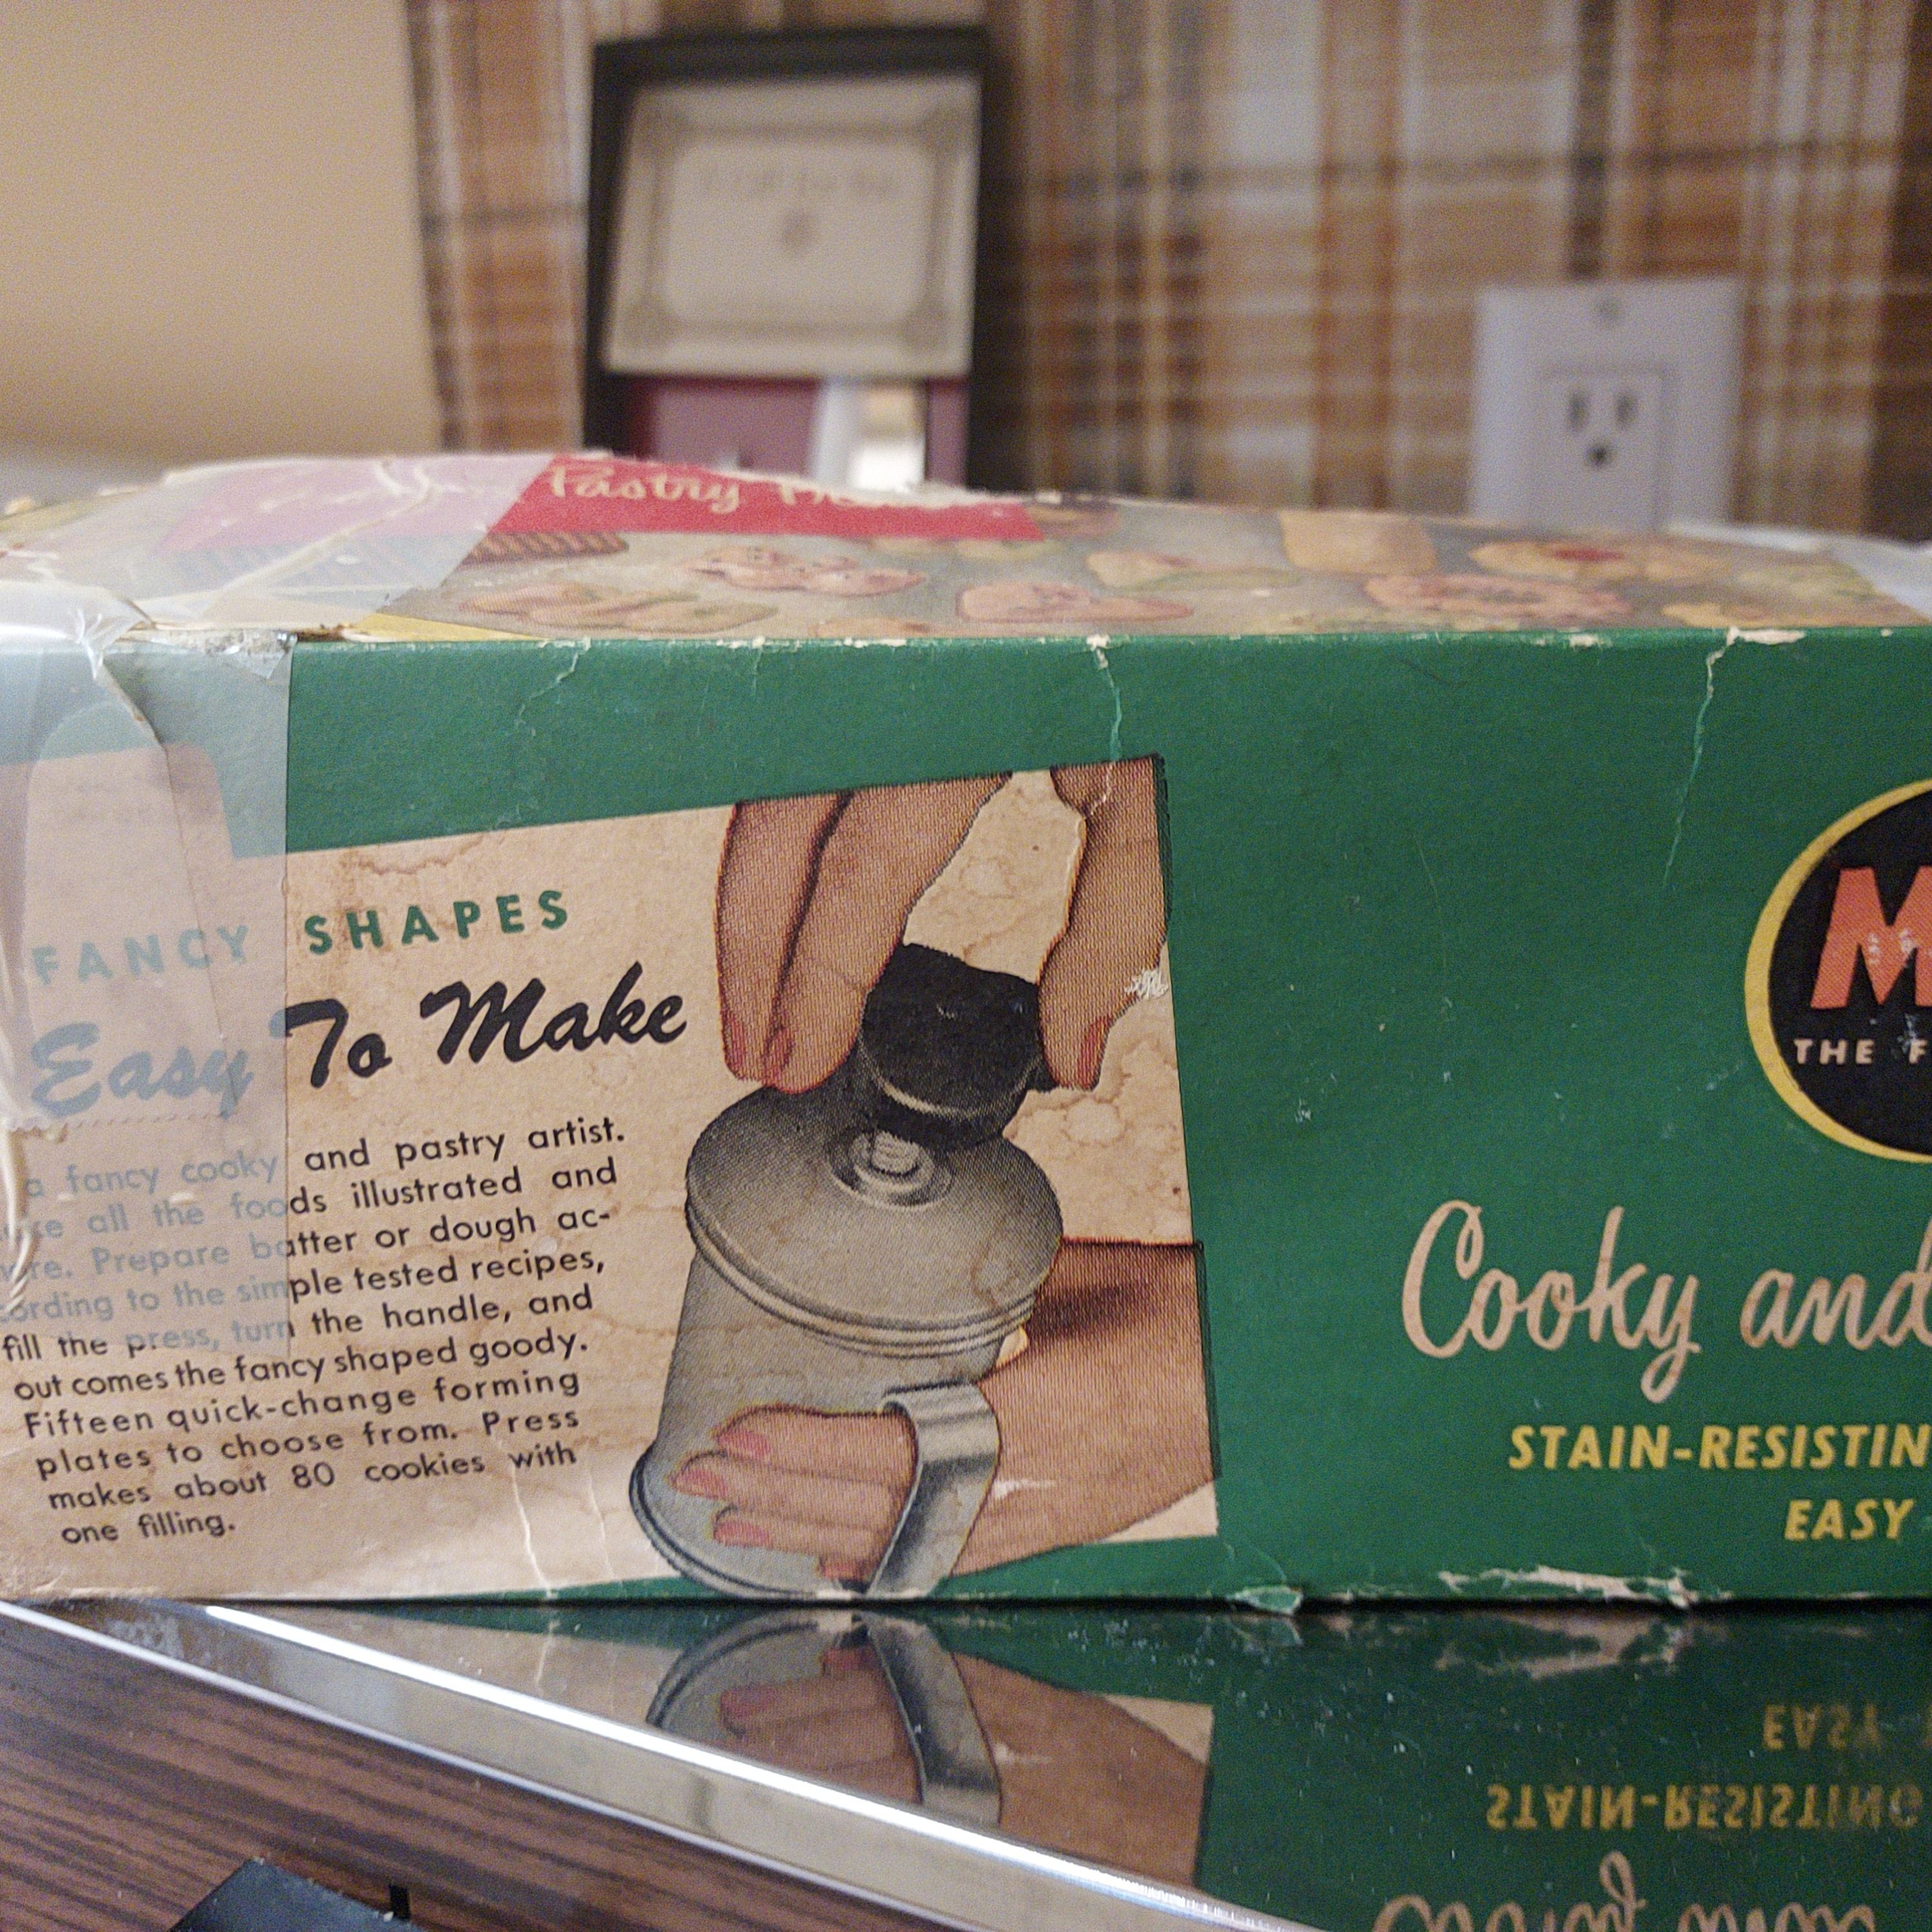 Pastry
FANCY SHAPES
Easy To Make
a fancy cooky and pastry artist.
all the foods illustrated and
Prepare batter or dough ac-
cording to the simple tested recipes,
fill the press, turn the handle, and
out comes the fancy shaped goody.
Fifteen quick-change forming
plates to choose from. Press
makes about 80 cookies with
one filling.
M
THE F
Cooky and
STAIN-RESISTIN
EASY